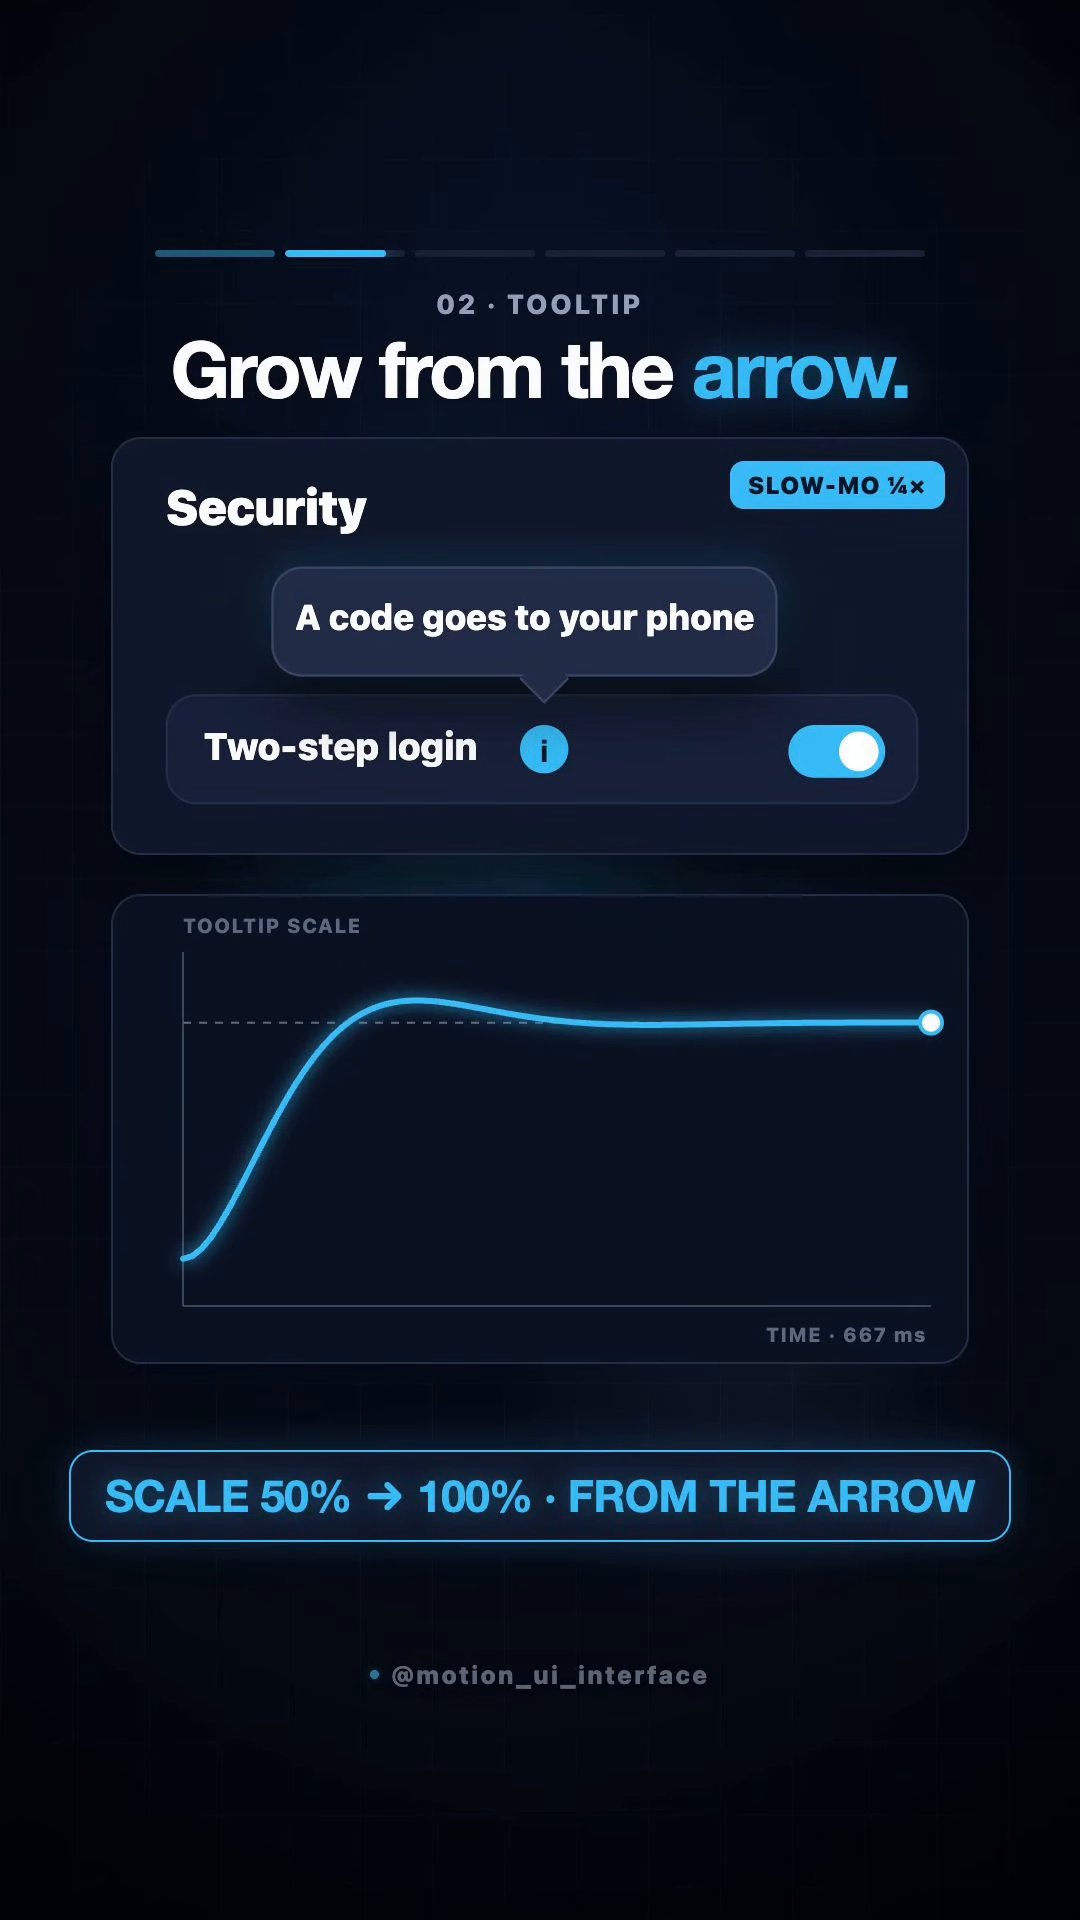 02 · TOOLTIP
Grow from the arrow.
Security
SLOW-MO ¼×
A code goes to your phone
Two-step login
i
TOOLTIP SCALE
TIME · 667 ms
SCALE 50% → 100% · FROM THE ARROW
@motion_ui_interface